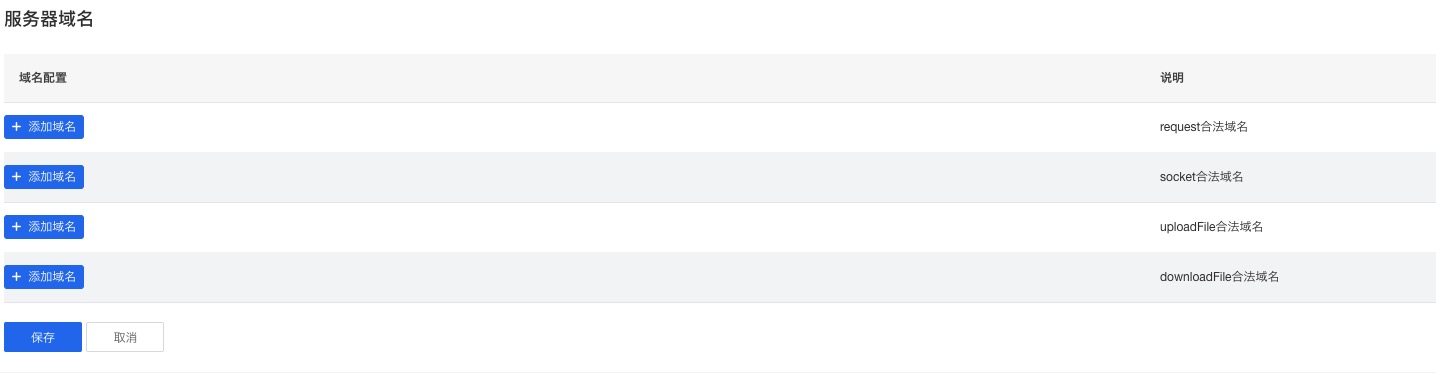 服务器域名
域名配置 说明
+ 添加域名 request合法域名
+ 添加域名 socket合法域名
+ 添加域名 uploadFile合法域名
+ 添加域名 downloadFile合法域名
保存 取消